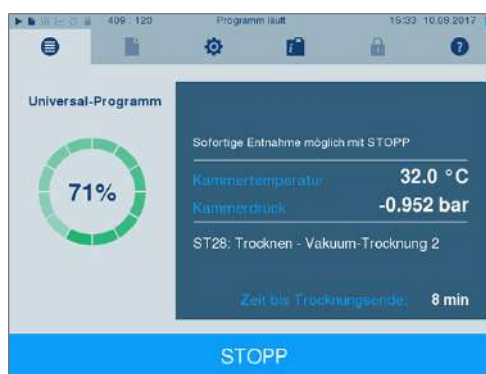 409 : 120 Programm läuft 15:33 10.08.2017
Universal-Programm
71%
Sofortige Entnahme möglich mit STOPP
Kammertemperatur 32.0 °C
Kammerdruck -0.952 bar
ST28: Trocknen - Vakuum-Trocknung 2
Zeit bis Trocknungsende: 8 min
STOPP